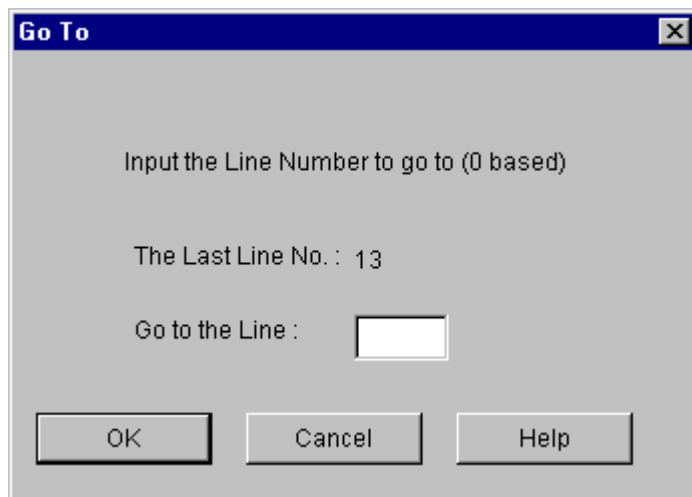 Go To
Input the Line Number to go to (0 based)
The Last Line No. : 13
Go to the Line :
OK Cancel Help